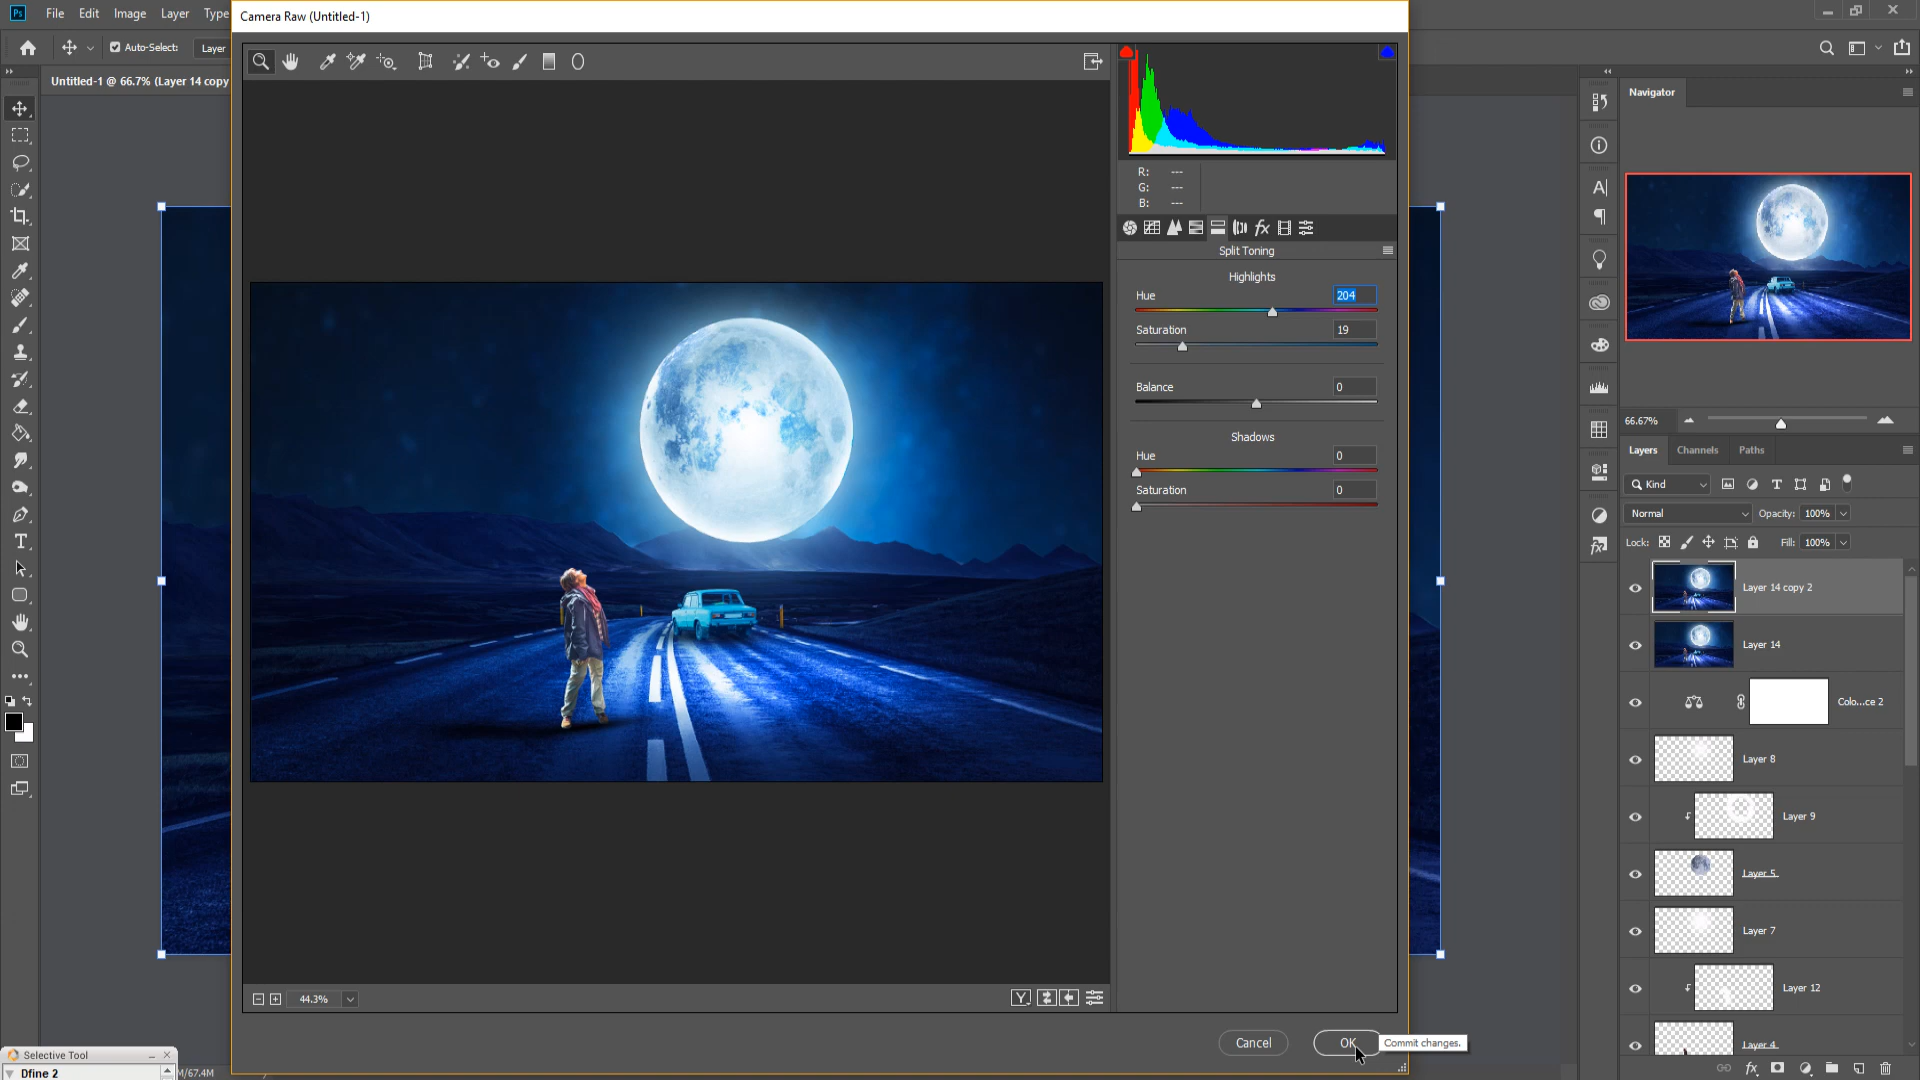 Ps
File Edit Image Layer Type
Camera Raw (Untitled-1)
Auto-Select: Layer
Untitled-1 @ 66.7% (Layer 14 copy
R: ---
G: ---
B: ---
fx
Split Toning
Highlights
Hue 204
Saturation 19
Balance 0
Shadows
Hue 0
Saturation 0
44.3%
Y
Cancel
OK
Commit changes.
Navigator
66.67%
Layers Channels Paths
Kind
Normal Opacity: 100%
Lock: Fill: 100%
Layer 14 copy 2
Layer 14
Colo...ce 2
Layer 8
Layer 9
Layer 5
Layer 7
Layer 12
Layer 4
fx
Selective Tool
Dfine 2
M/67.4M